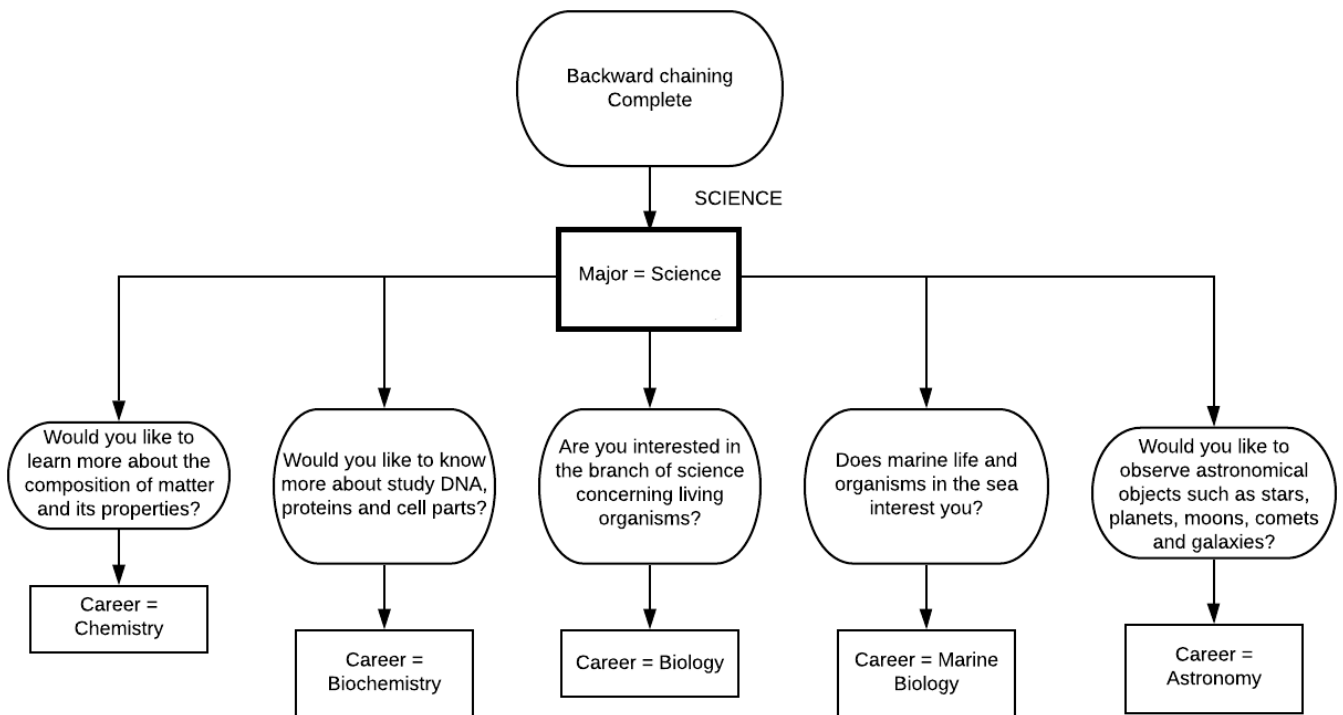 Backward chaining
Complete
SCIENCE
Major = Science
Would you like to
learn more about the
composition of matter
and its properties?
Would you like to know
more about study DNA,
proteins and cell parts?
Are you interested in
the branch of science
concerning living
organisms?
Does marine life and
organisms in the sea
interest you?
Would you like to
observe astronomical
objects such as stars,
planets, moons, comets
and galaxies?
Career =
Chemistry
Career =
Biochemistry
Career = Biology
Career = Marine
Biology
Career =
Astronomy